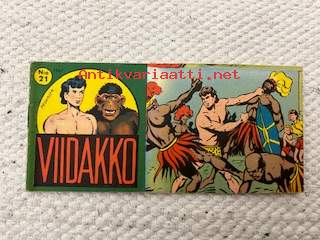 N:o
21
Antikvariaatti.net
VIIDAKKO